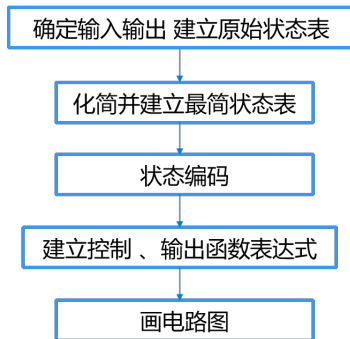 确定输入输出 建立原始状态表
化简并建立最简状态表
状态编码
建立控制 、输出函数表达式
画电路图